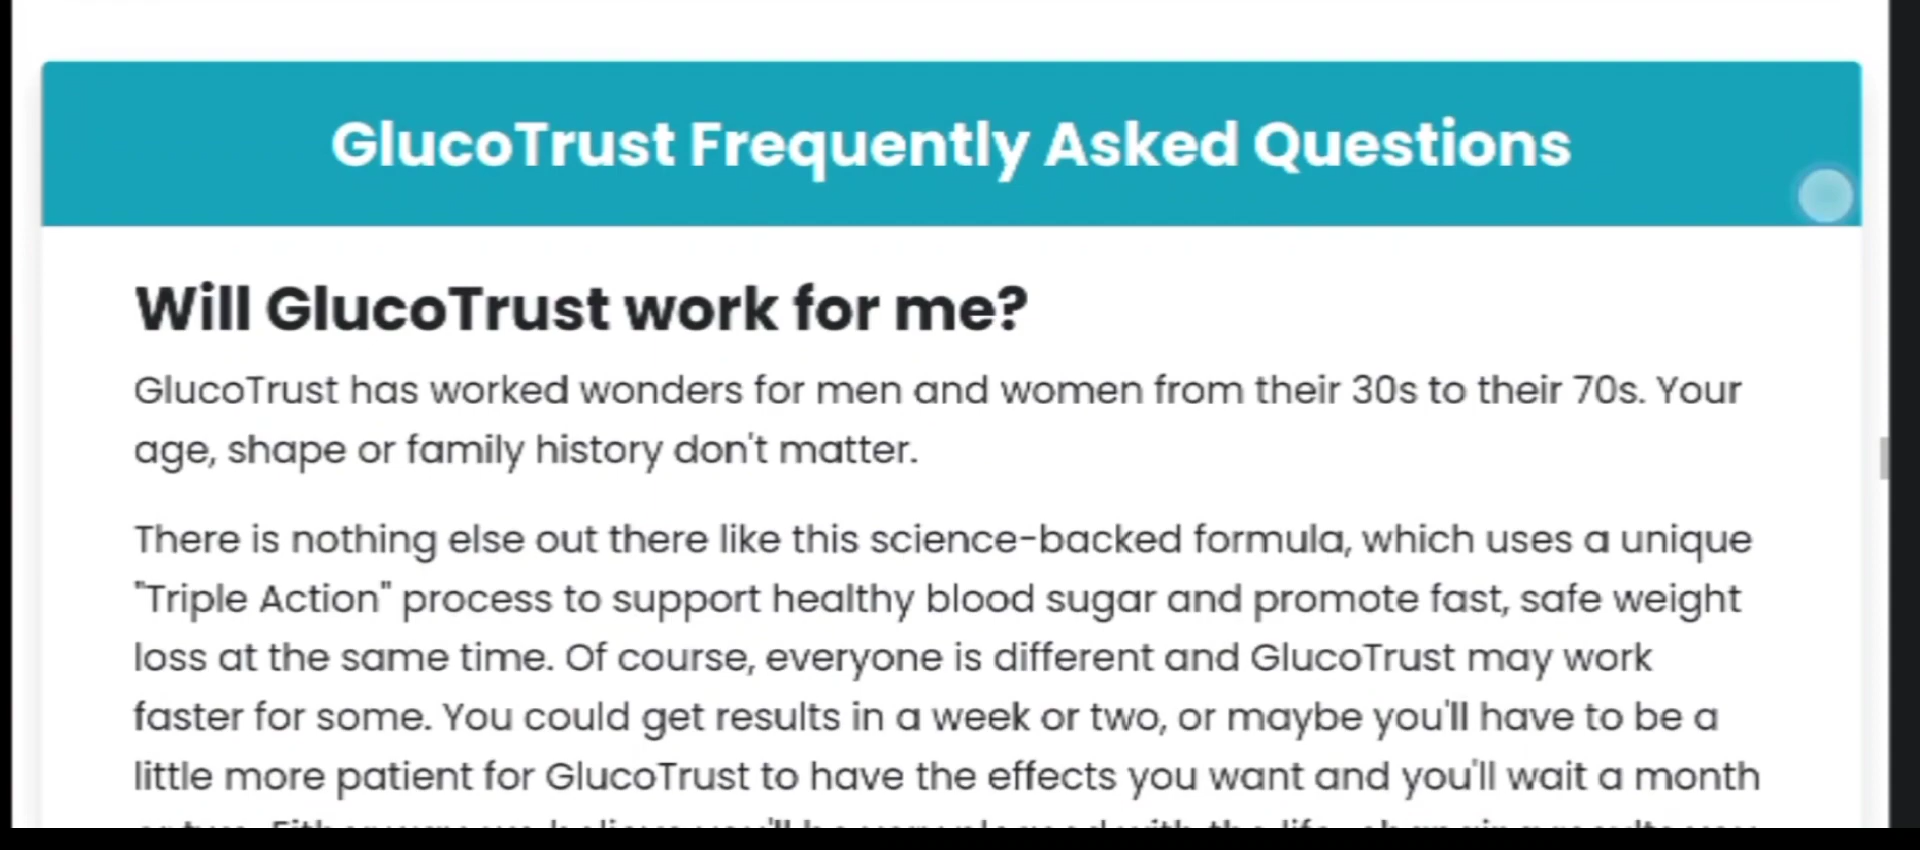 GlucoTrust Frequently Asked Questions
Will GlucoTrust work for me?
GlucoTrust has worked wonders for men and women from their 30s to their 70s. Your
age, shape or family history don't matter.
There is nothing else out there like this science-backed formula, which uses a unique
"Triple Action" process to support healthy blood sugar and promote fast, safe weight
loss at the same time. Of course, everyone is different and GlucoTrust may work
faster for some. You could get results in a week or two, or maybe you'll have to be a
little more patient for GlucoTrust to have the effects you want and you'll wait a month